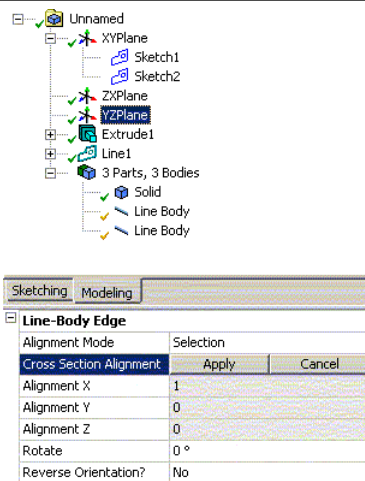 Unnamed
XYPlane
Sketch1
Sketch2
ZXPlane
YZPlane
Extrude1
Line1
3 Parts, 3 Bodies
Solid
Line Body
Line Body
Sketching Modeling
Line-Body Edge
Alignment Mode Selection
Cross Section Alignment Apply Cancel
Alignment X 1
Alignment Y 0
Alignment Z 0
Rotate 0 °
Reverse Orientation? No